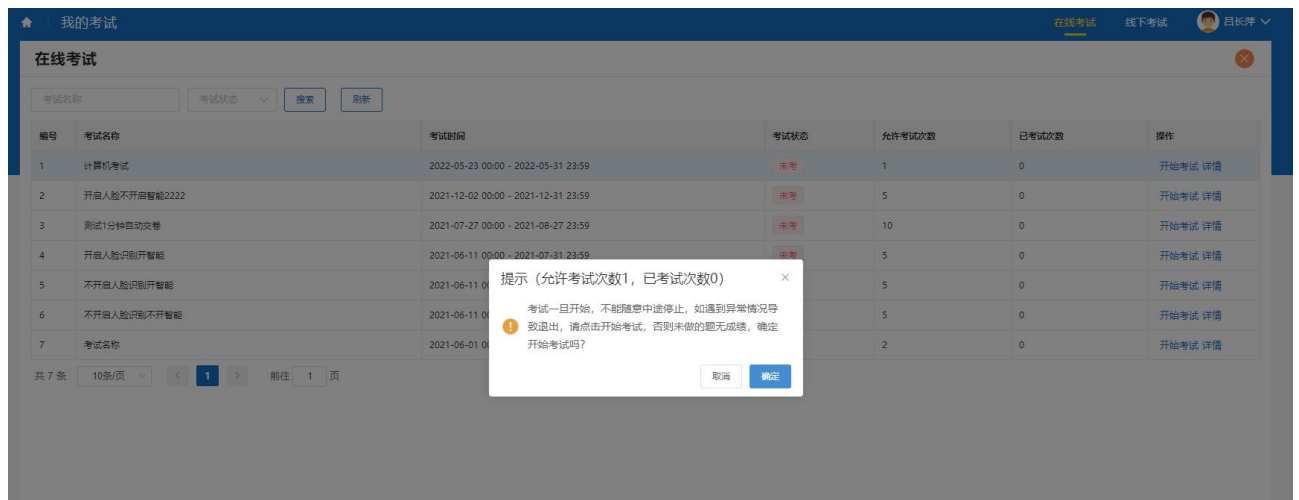 我的考试
在线考试 线下考试 吕长萍
在线考试
考试名称 考试状态 搜索 刷新
编号 考试名称 考试时间 考试状态 允许考试次数 已考试次数 操作
1 计算机考试 2022-05-23 00:00 - 2022-05-31 23:59 未考 1 0 开始考试 详情
2 开启人脸不开启智能2222 2021-12-02 00:00 - 2021-12-31 23:59 未考 5 0 开始考试 详情
3 测试1分钟自动交卷 2021-07-27 00:00 - 2021-08-27 23:59 未考 10 0 开始考试 详情
4 开启人脸识别开智能 2021-06-11 00:00 - 2021-07-31 23:59 未考 5 0 开始考试 详情
5 不开启人脸识别开智能 2021-06-11 5 0 开始考试 详情
6 不开启人脸识别不开智能 2021-06-11 5 0 开始考试 详情
7 考试名称 2021-06-01 2 0 开始考试 详情
共 7 条 10条/页 1 前往 1 页
提示（允许考试次数1，已考试次数0）
考试一旦开始，不能随意中途停止，如遇到异常情况导
致退出，请点击开始考试，否则未做的题无成绩，确定
开始考试吗？
取消 确定